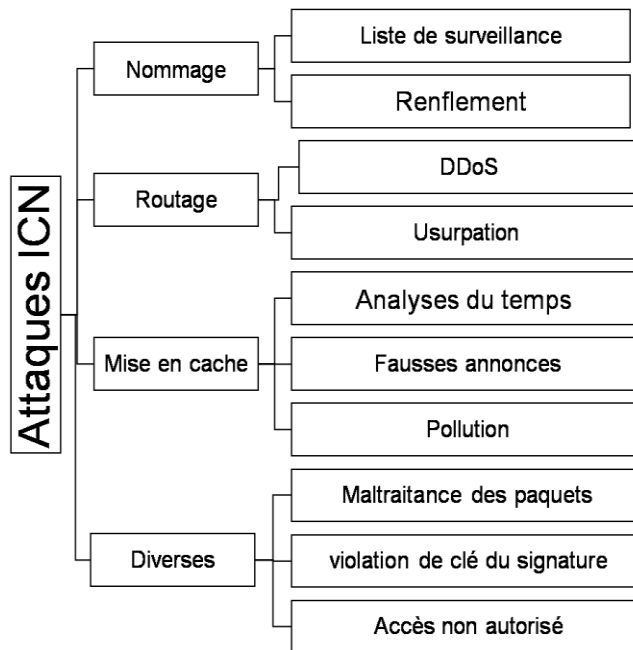 Attaques ICN
Nommage
Liste de surveillance
Renflement
Routage
DDoS
Usurpation
Mise en cache
Analyses du temps
Fausses annonces
Pollution
Diverses
Maltraitance des paquets
violation de clé du signature
Accès non autorisé